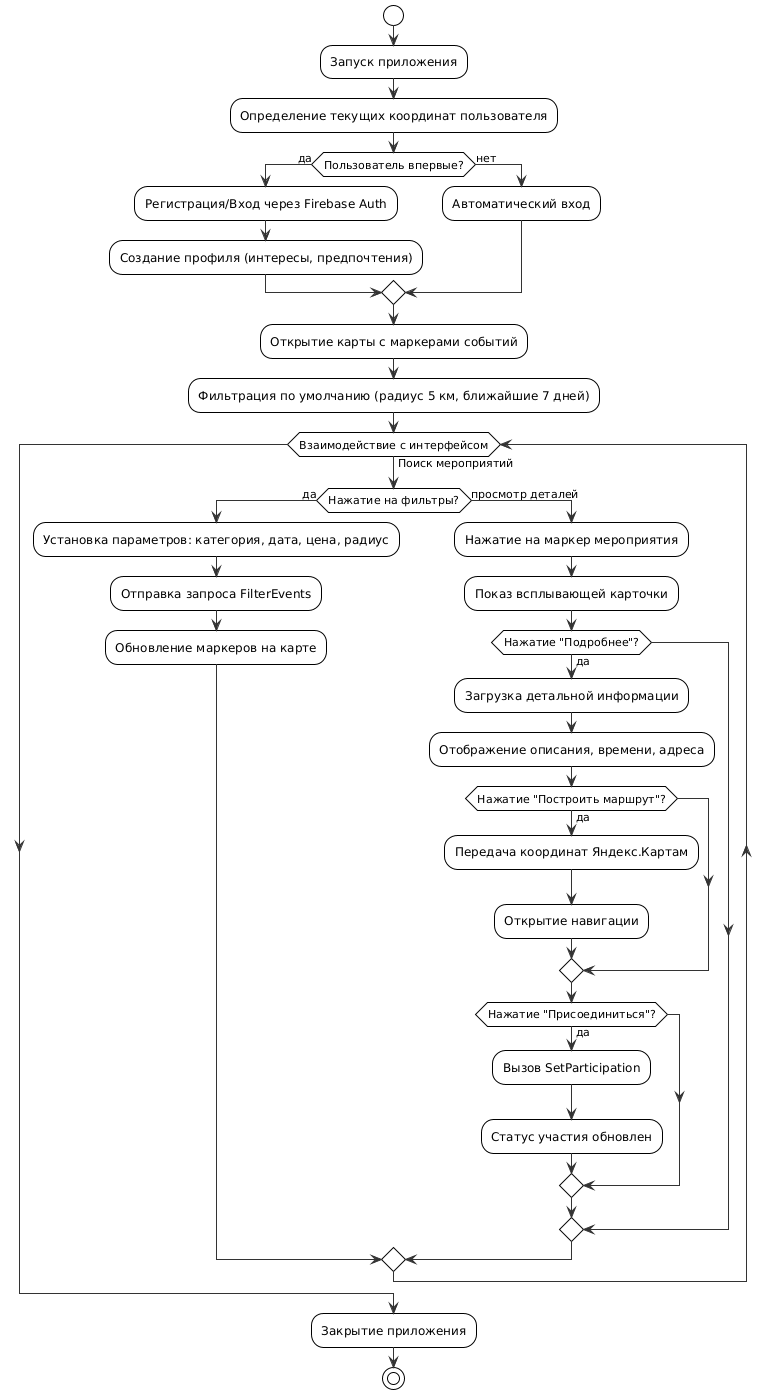 Запуск приложения
Определение текущих координат пользователя
да
Пользователь впервые?
нет
Регистрация/Вход через Firebase Auth
Автоматический вход
Создание профиля (интересы, предпочтения)
Открытие карты с маркерами событий
Фильтрация по умолчанию (радиус 5 км, ближайшие 7 дней)
Взаимодействие с интерфейсом
Поиск мероприятий
да
Нажатие на фильтры?
просмотр деталей
Установка параметров: категория, дата, цена, радиус
Нажатие на маркер мероприятия
Отправка запроса FilterEvents
Показ всплывающей карточки
Обновление маркеров на карте
Нажатие "Подробнее"?
да
Загрузка детальной информации
Отображение описания, времени, адреса
Нажатие "Построить маршрут"?
да
Передача координат Яндекс.Картам
Открытие навигации
Нажатие "Присоединиться"?
да
Вызов SetParticipation
Статус участия обновлен
Закрытие приложения